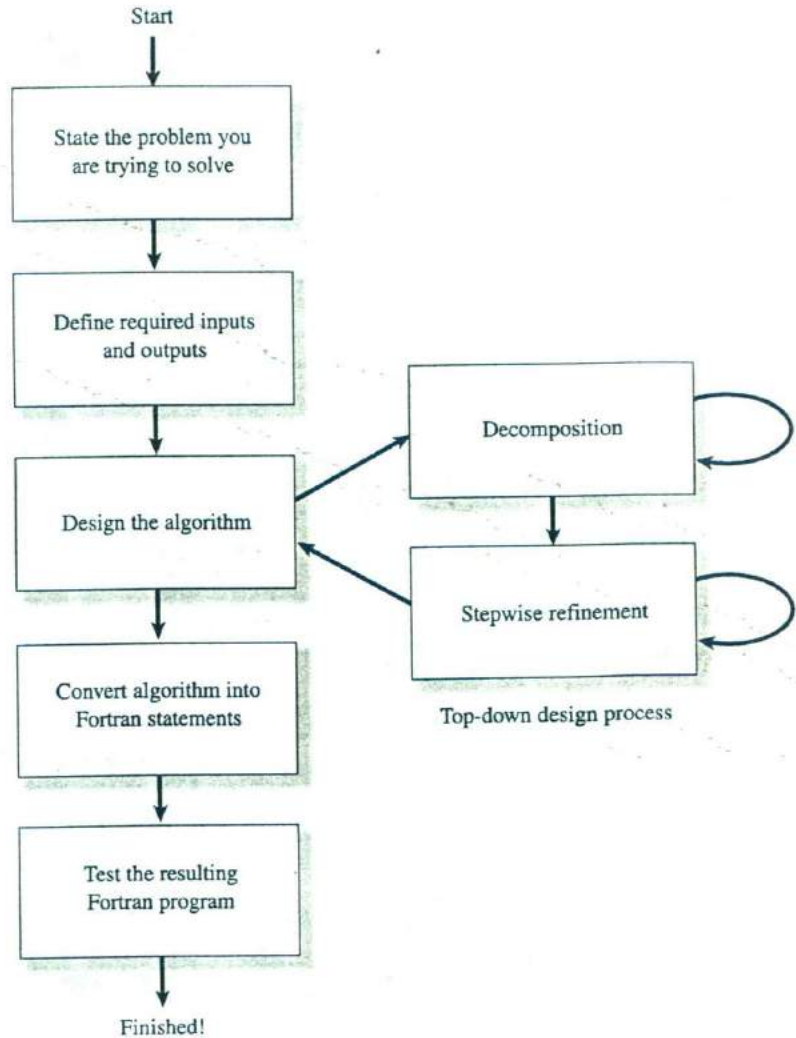 Start
State the problem you
are trying to solve
Define required inputs
and outputs
Design the algorithm
Decomposition
Stepwise refinement
Top-down design process
Convert algorithm into
Fortran statements
Test the resulting
Fortran program
Finished!